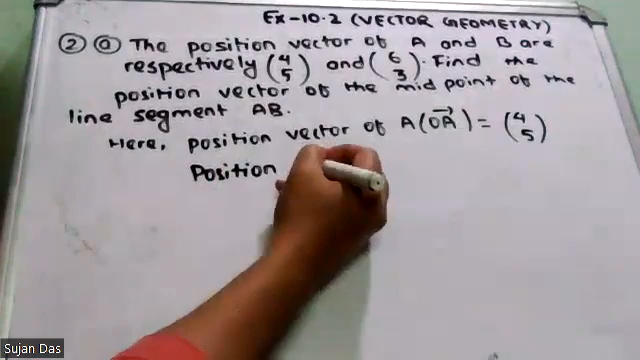 Ex-10.2 (VECTOR GEOMETRY)
② ⓐ The position vector of A and B are
respectively (4 5) and (6 3). Find the
position vector of the mid point of the
line segment AB.
Here, position vector of A(OA→) = (4 5)
Position
Sujan Das